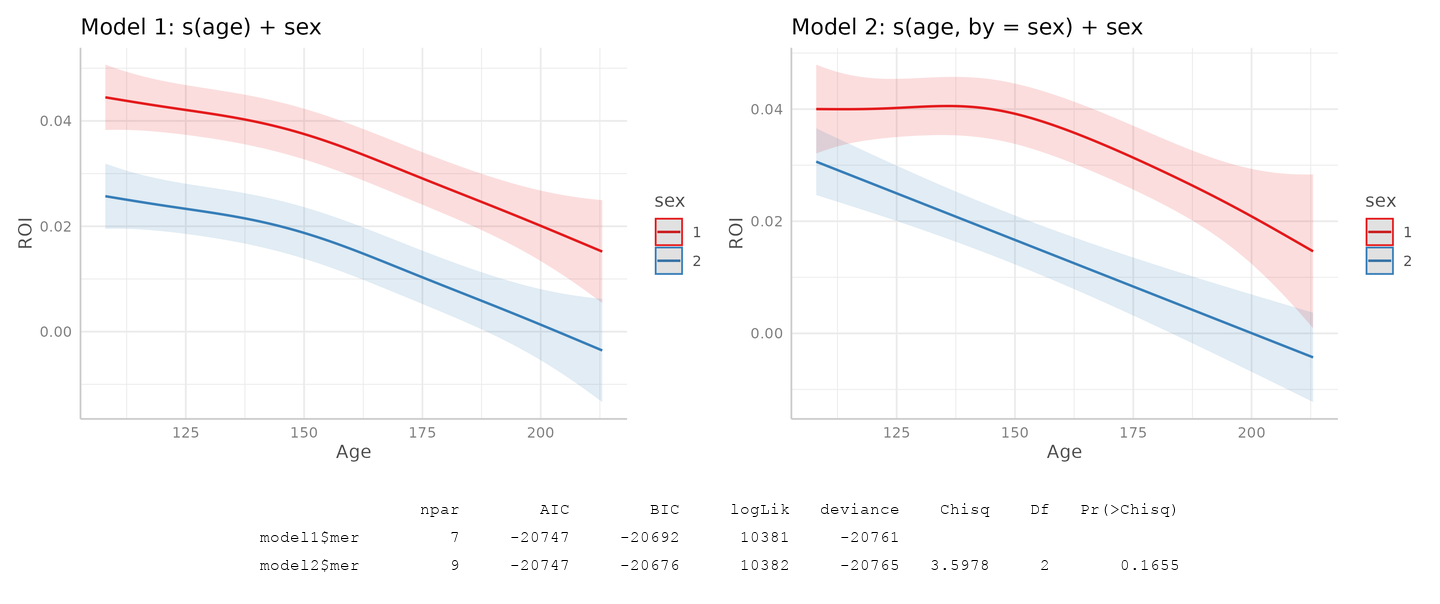 Model 1: s(age) + sex
ROI
0.04
0.02
0.00
125 150 175 200
Age
sex
1
2
Model 2: s(age, by = sex) + sex
ROI
0.04
0.02
0.00
125 150 175 200
Age
sex
1
2
npar AIC BIC logLik deviance Chisq Df Pr(>Chisq)
model1$mer 7 -20747 -20692 10381 -20761
model2$mer 9 -20747 -20676 10382 -20765 3.5978 2 0.1655